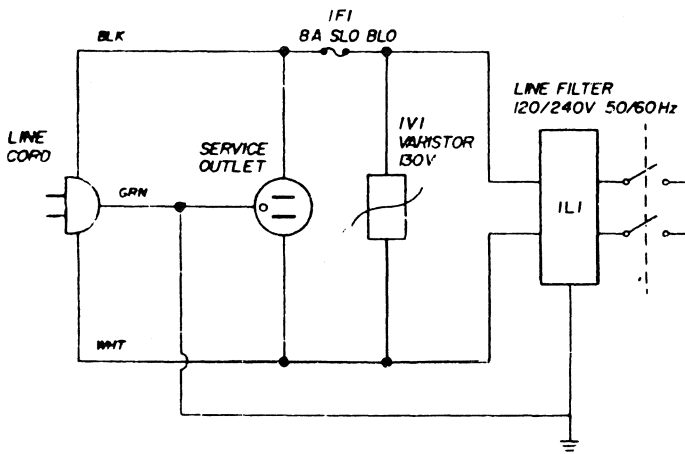 1F1
8A SLO BLO
BLK
LINE FILTER
120/240V 50/60Hz
LINE
CORD
SERVICE
OUTLET
1V1
VARISTOR
130V
GRN
1L1
WHT